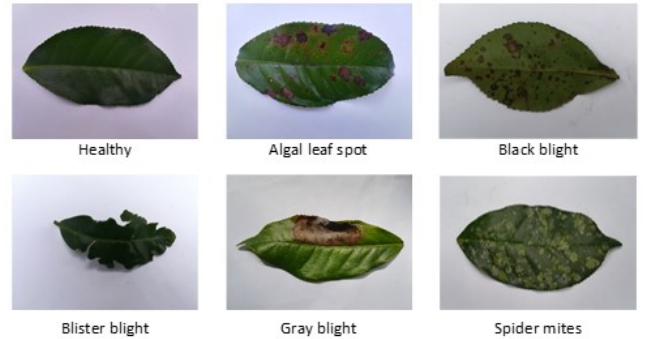 Healthy
Algal leaf spot
Black blight
Blister blight
Gray blight
Spider mites